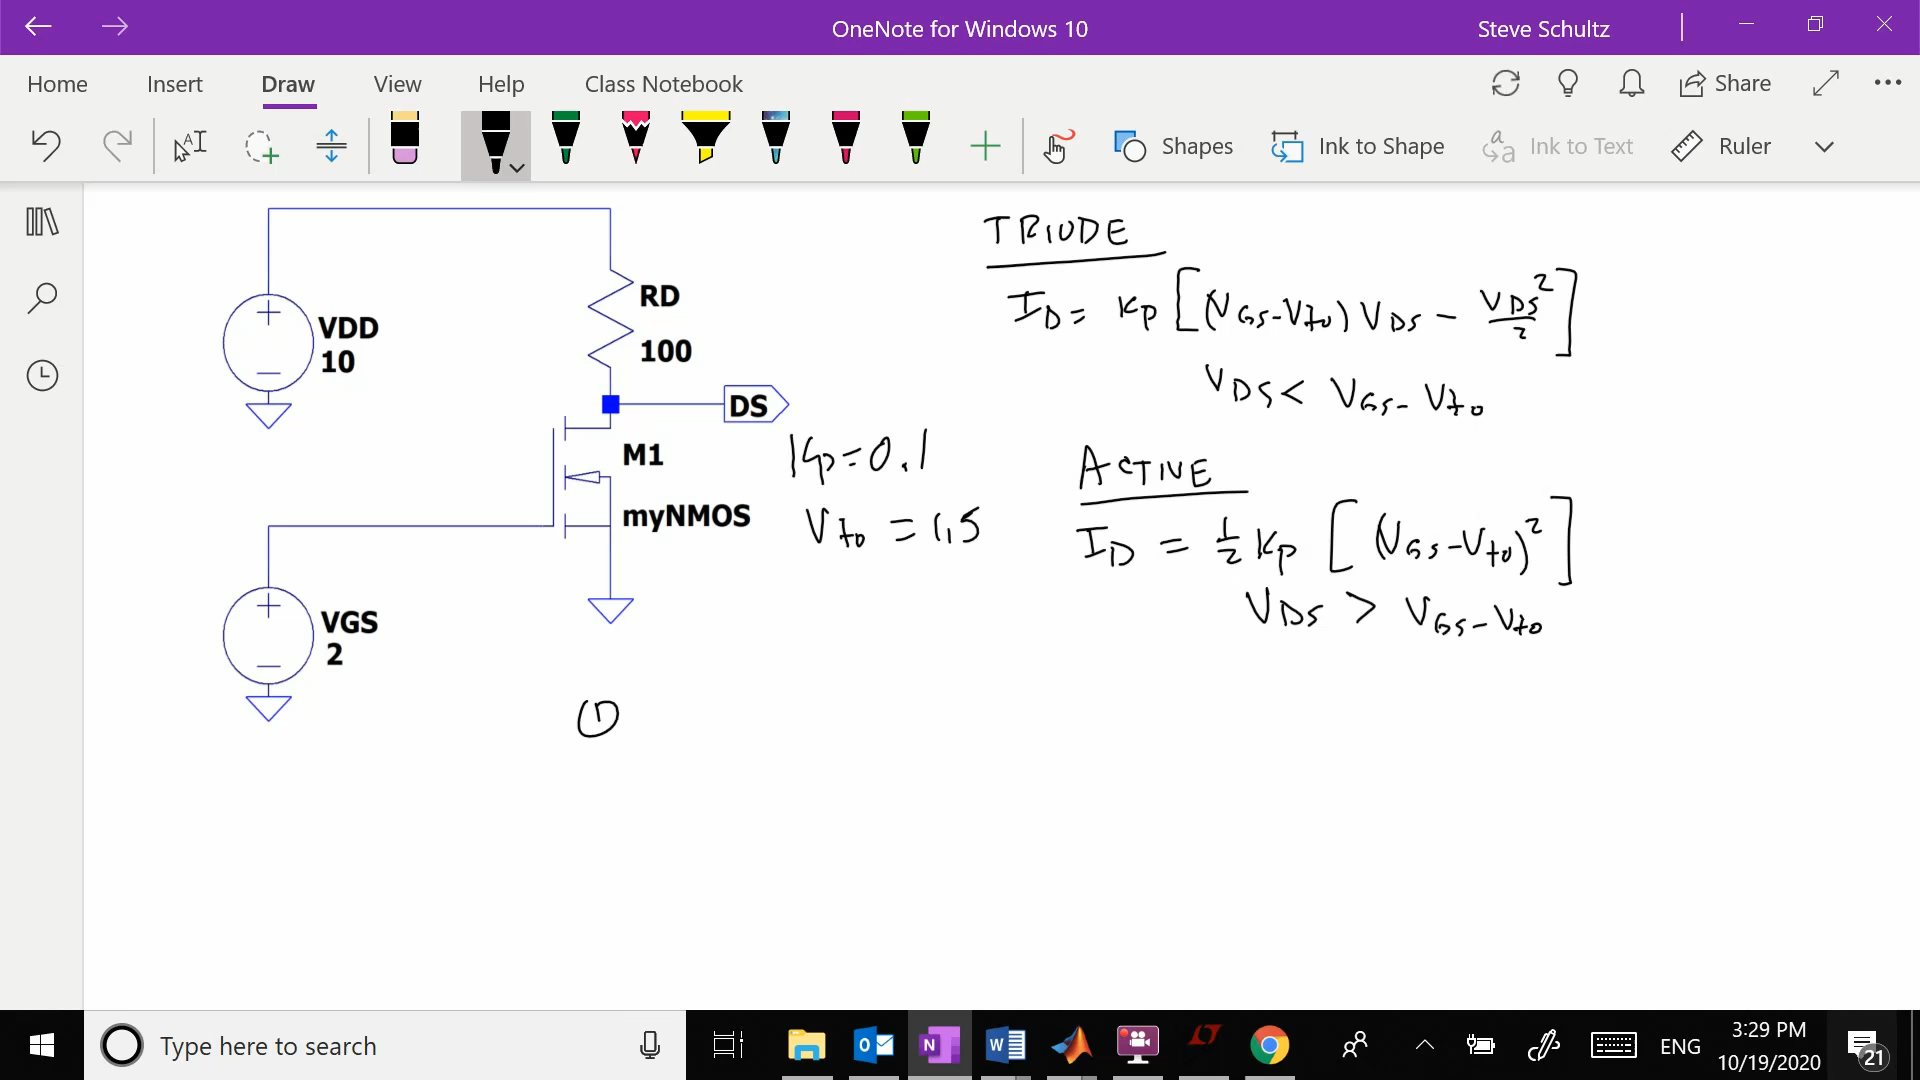 OneNote for Windows 10
Steve Schultz
Home Insert Draw View Help Class Notebook
Share
Shapes
Ink to Shape
Ink to Text
Ruler
VDD
10
RD
100
DS
M1
myNMOS
VGS
2
Kp = 0.1
Vto = 1.5
TRIODE
ID = Kp [(VGS - Vto) VDS - VDS²/2]
VDS < VGS - Vto
ACTIVE
ID = 1/2 Kp [(VGS - Vto)²]
VDS > VGS - Vto
①
Type here to search
ENG
3:29 PM
10/19/2020
21